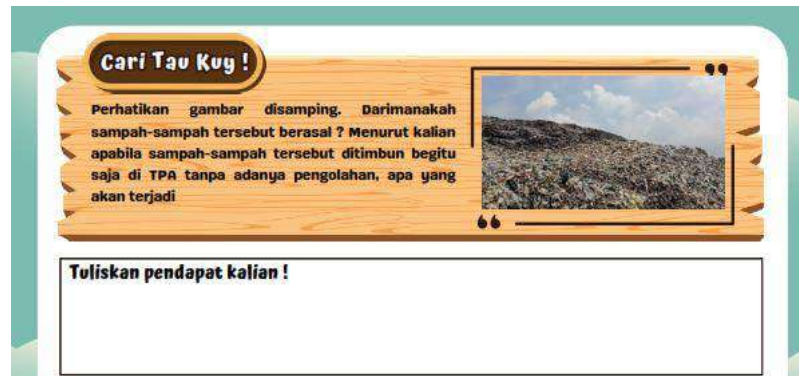 Cari Tau Kuy !
Perhatikan gambar disamping. Darimanakah
sampah-sampah tersebut berasal ? Menurut kalian
apabila sampah-sampah tersebut ditimbun begitu
saja di TPA tanpa adanya pengolahan, apa yang
akan terjadi
Tuliskan pendapat kalian !